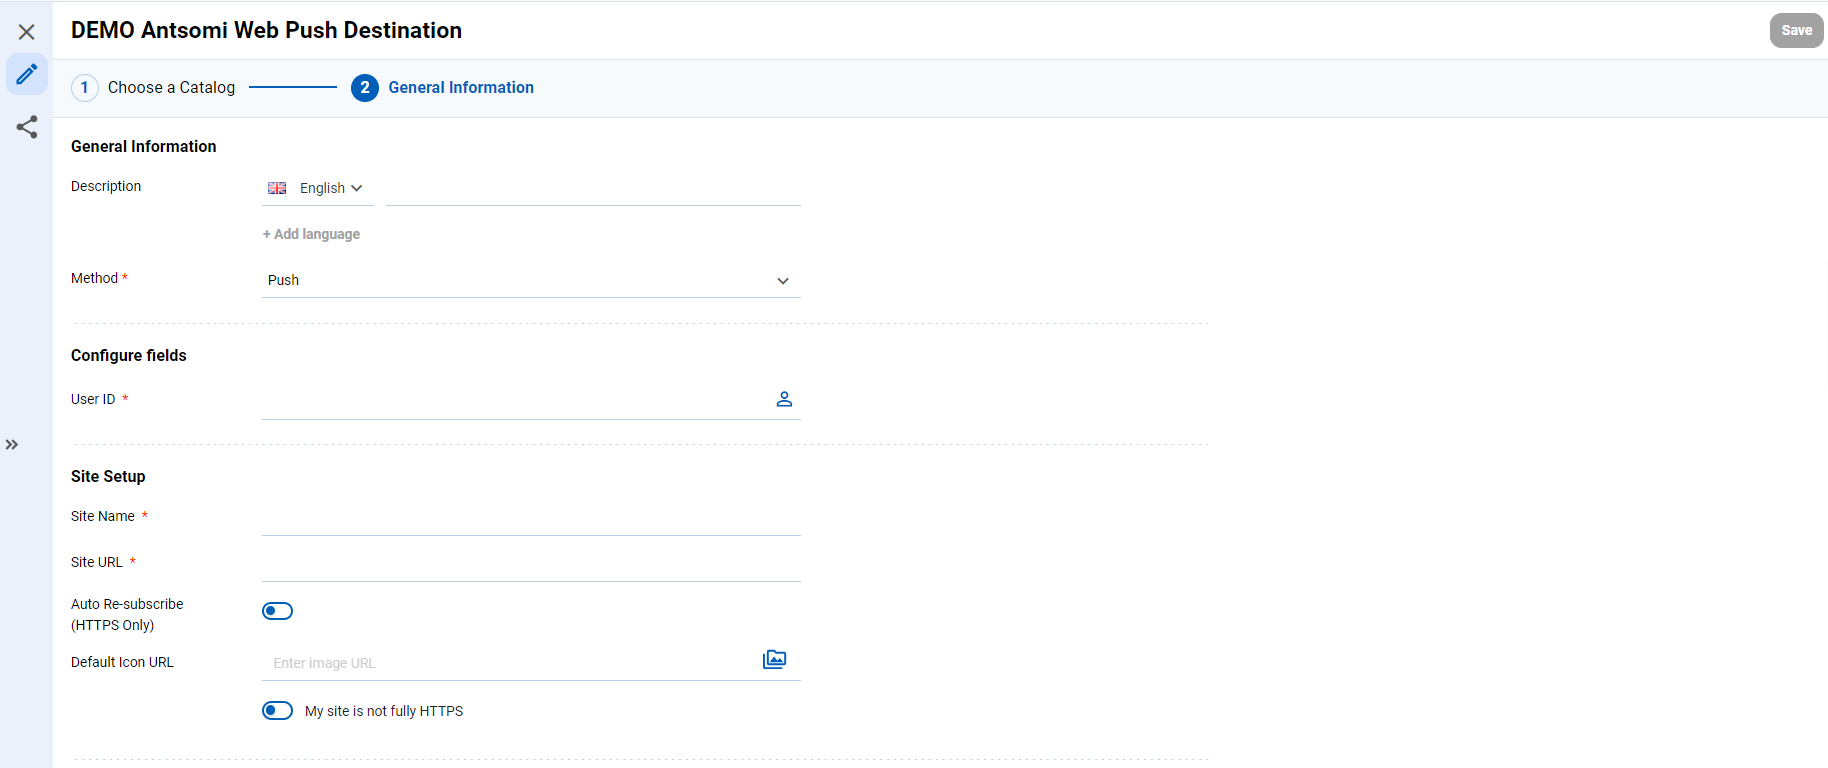 DEMO Antsomi Web Push Destination
Save
1 Choose a Catalog 2 General Information
General Information
Description English
+ Add language
Method * Push
Configure fields
User ID *
Site Setup
Site Name *
Site URL *
Auto Re-subscribe
(HTTPS Only)
Default Icon URL Enter image URL
My site is not fully HTTPS